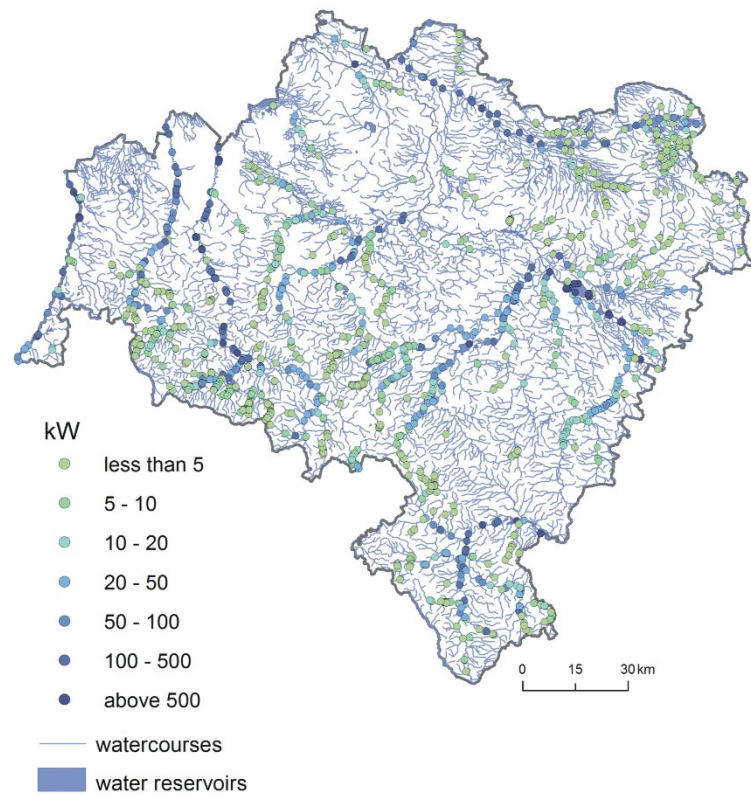 kW
less than 5
5 - 10
10 - 20
20 - 50
50 - 100
100 - 500
above 500
watercourses
water reservoirs
0 15 30 km